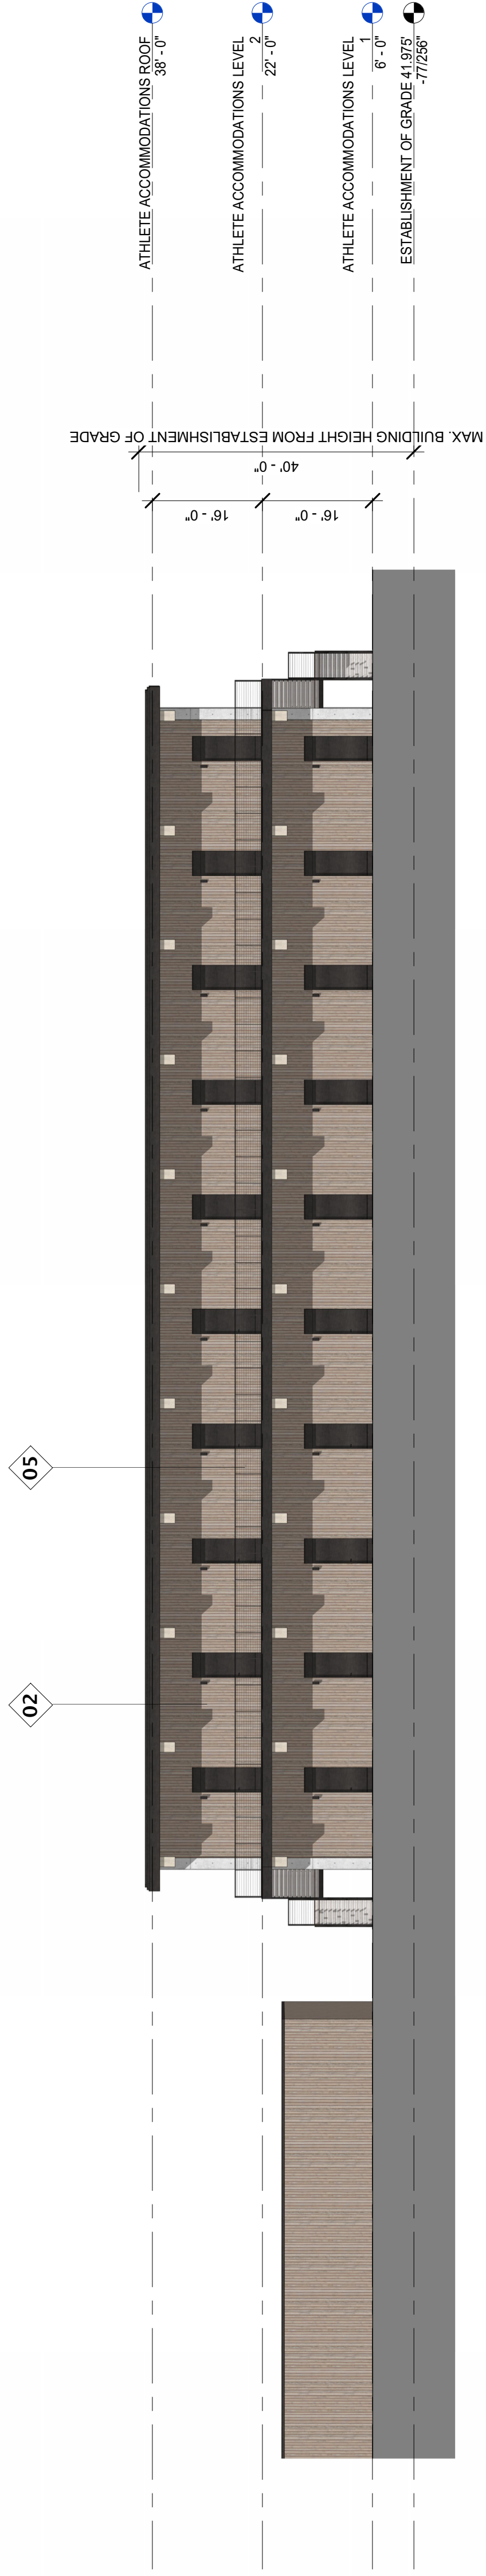 ATHLETE ACCOMMODATIONS ROOF
38' - 0"
ATHLETE ACCOMMODATIONS LEVEL
2
22' - 0"
ATHLETE ACCOMMODATIONS LEVEL
1
6' - 0"
ESTABLISHMENT OF GRADE 41.975'
-77/256"
MAX. BUILDING HEIGHT FROM ESTABLISHMENT OF GRADE
40' - 0"
16' - 0"
16' - 0"
05
02